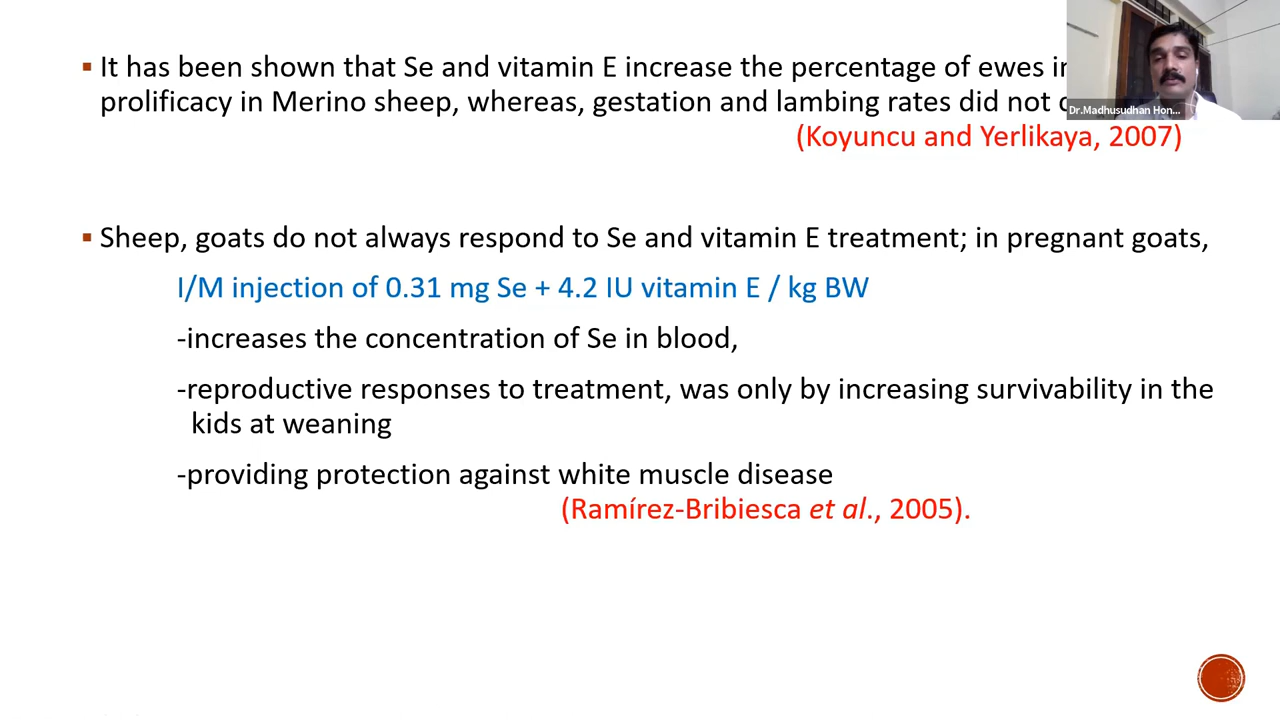 ▪ It has been shown that Se and vitamin E increase the percentage of ewes
prolificacy in Merino sheep, whereas, gestation and lambing rates did not
(Koyuncu and Yerlikaya, 2007)
Dr.Madhusudhan Hon...
▪ Sheep, goats do not always respond to Se and vitamin E treatment; in pregnant goats,
I/M injection of 0.31 mg Se + 4.2 IU vitamin E / kg BW
-increases the concentration of Se in blood,
-reproductive responses to treatment, was only by increasing survivability in the
kids at weaning
-providing protection against white muscle disease
(Ramírez-Bribiesca et al., 2005).